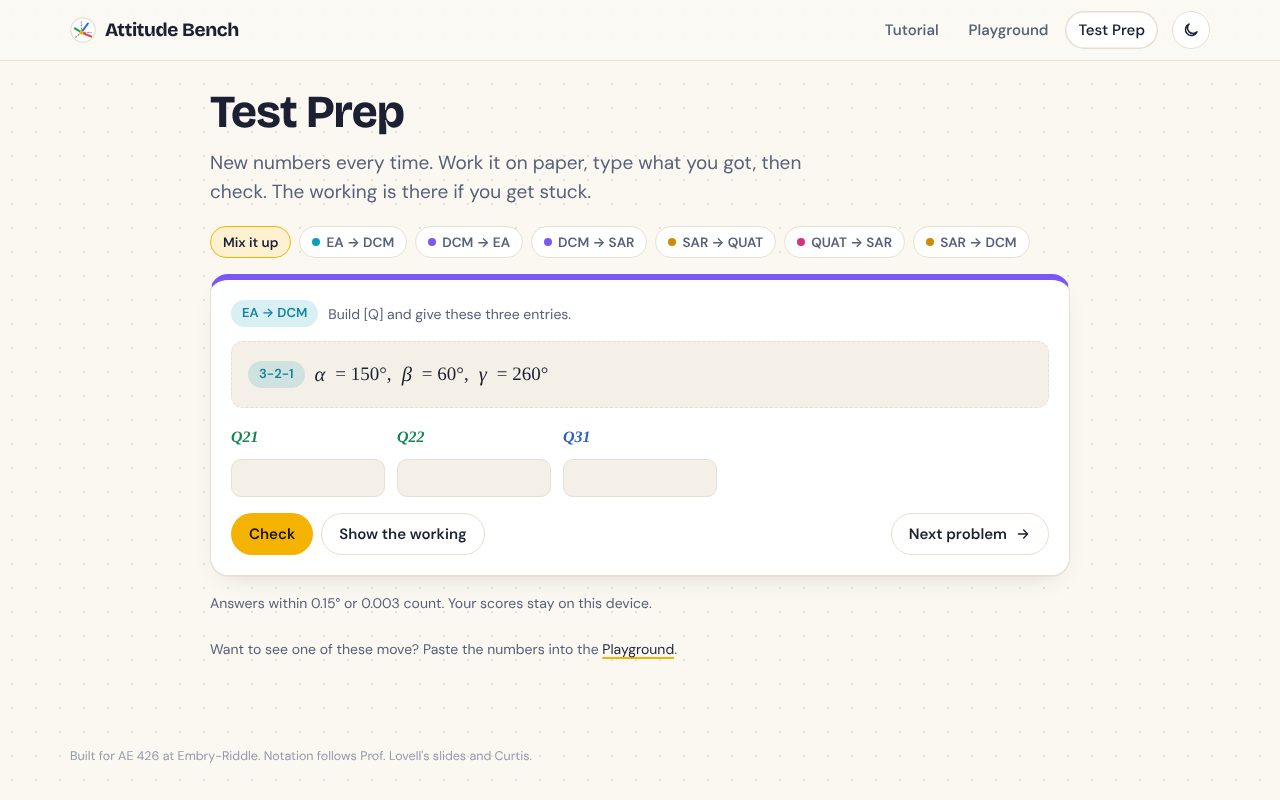 Attitude Bench
Tutorial Playground Test Prep
Test Prep
New numbers every time. Work it on paper, type what you got, then
check. The working is there if you get stuck.
Mix it up EA → DCM DCM → EA DCM → SAR SAR → QUAT QUAT → SAR SAR → DCM
EA → DCM Build [Q] and give these three entries.
3-2-1 α = 150°, β = 60°, γ = 260°
Q21 Q22 Q31
Check Show the working Next problem →
Answers within 0.15° or 0.003 count. Your scores stay on this device.
Want to see one of these move? Paste the numbers into the Playground.
Built for AE 426 at Embry-Riddle. Notation follows Prof. Lovell's slides and Curtis.